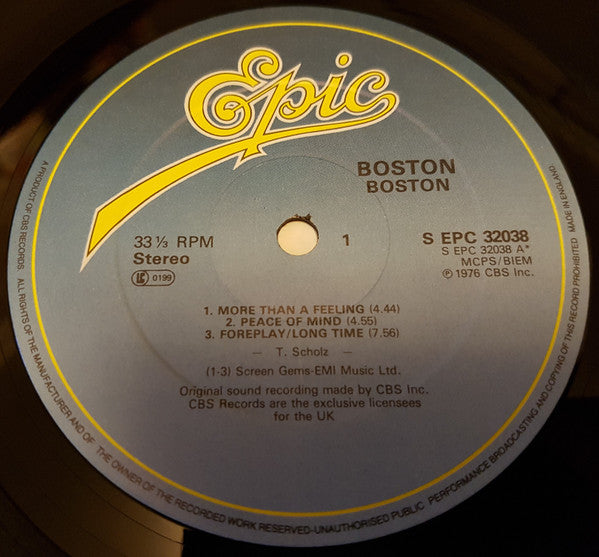 Epic
BOSTON
BOSTON
33 ⅓ RPM
Stereo
LC 0199
1
S EPC 32038
S EPC 32038 A*
MCPS/BIEM
℗ 1976 CBS Inc.
1. MORE THAN A FEELING (4.44)
2. PEACE OF MIND (4.55)
3. FOREPLAY/LONG TIME (7.56)
— T. Scholz —
(1-3) Screen Gems-EMI Music Ltd.
Original sound recording made by CBS Inc.
CBS Records are the exclusive licensees
for the UK
A PRODUCT OF CBS RECORDS. ALL RIGHTS OF THE MANUFACTURER AND OF THE OWNER OF THE RECORDED WORK RESERVED-UNAUTHORISED PUBLIC PERFORMANCE BROADCASTING AND COPYING OF THIS RECORD PROHIBITED MADE IN ENGLAND.